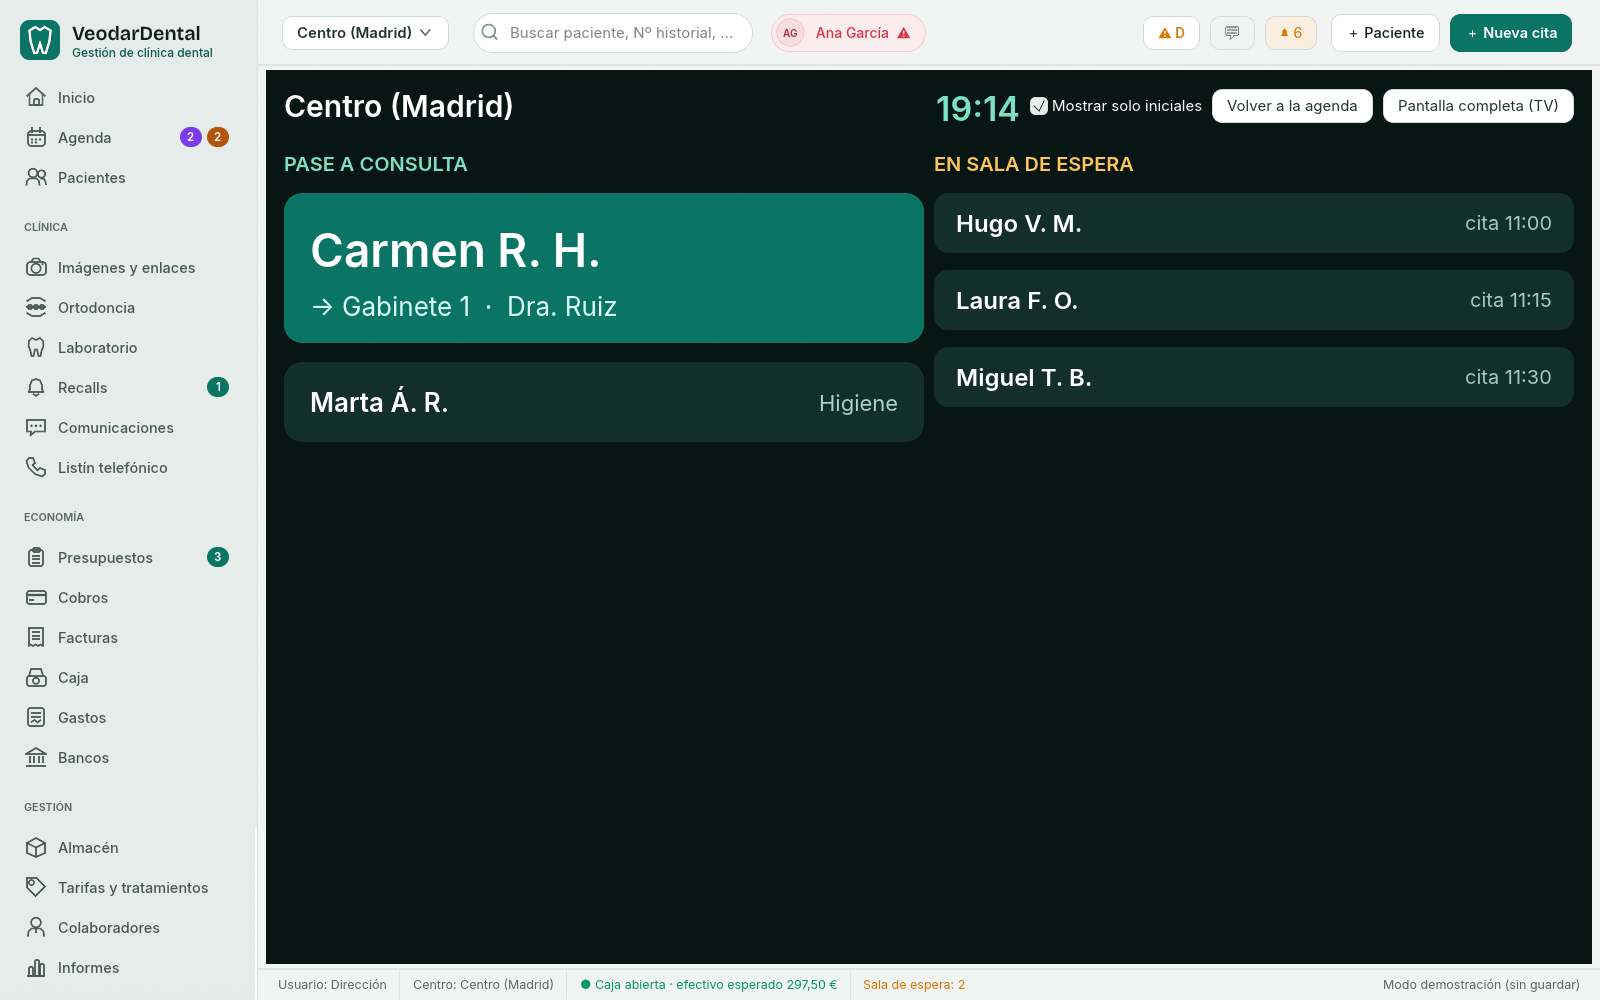 VeodarDental
Gestión de clínica dental
Inicio
Agenda 2 2
Pacientes
CLÍNICA
Imágenes y enlaces
Ortodoncia
Laboratorio
Recalls 1
Comunicaciones
Listín telefónico
ECONOMÍA
Presupuestos 3
Cobros
Facturas
Caja
Gastos
Bancos
GESTIÓN
Almacén
Tarifas y tratamientos
Colaboradores
Informes
Centro (Madrid) Buscar paciente, Nº historial, ... AG Ana García D 6 + Paciente + Nueva cita
Centro (Madrid) 19:14 Mostrar solo iniciales Volver a la agenda Pantalla completa (TV)
PASE A CONSULTA
Carmen R. H.
→ Gabinete 1 · Dra. Ruiz
Marta Á. R. Higiene
EN SALA DE ESPERA
Hugo V. M. cita 11:00
Laura F. O. cita 11:15
Miguel T. B. cita 11:30
Usuario: Dirección Centro: Centro (Madrid) Caja abierta · efectivo esperado 297,50 € Sala de espera: 2 Modo demostración (sin guardar)